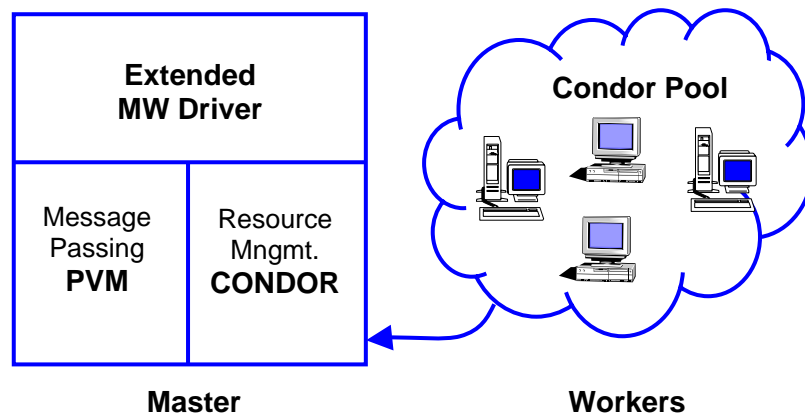 Extended
MW Driver
Message
Passing
PVM
Resource
Mngmt.
CONDOR
Condor Pool
Master
Workers